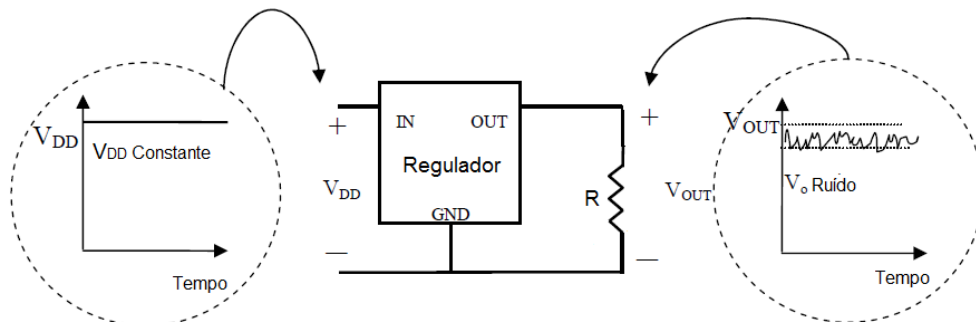 VDD
VDD Constante
Tempo
+
VDD
–
IN
OUT
Regulador
GND
R
+
VOUT
–
VOUT
Vo Ruído
Tempo